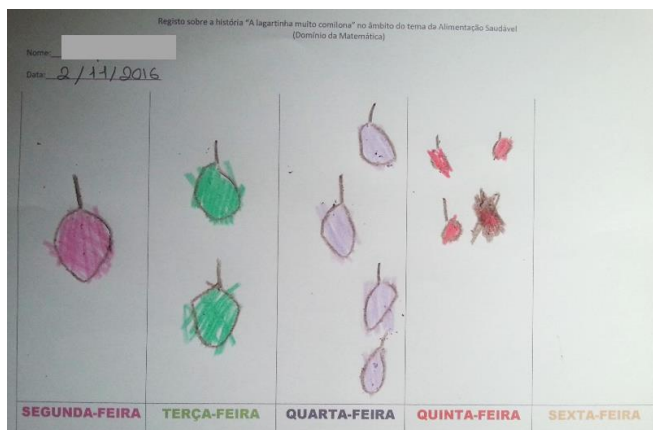 Registo sobre a história "A lagartinha muito comilona" no âmbito do tema da Alimentação Saudável
(Domínio da Matemática)
Nome:
Data: 2/11/2016
SEGUNDA-FEIRA TERÇA-FEIRA QUARTA-FEIRA QUINTA-FEIRA SEXTA-FEIRA